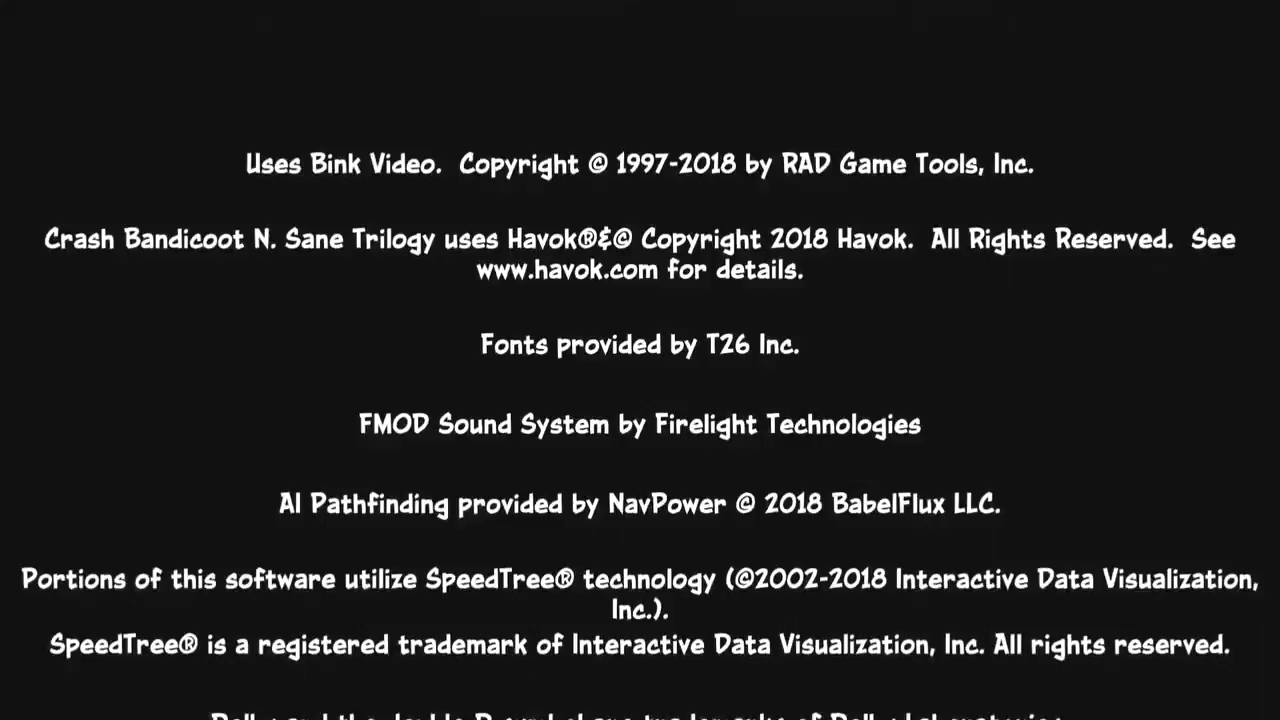 Uses Bink Video.  Copyright © 1997-2018 by RAD Game Tools, Inc.
Crash Bandicoot N. Sane Trilogy uses Havok®&© Copyright 2018 Havok.  All Rights Reserved.  See
www.havok.com for details.
Fonts provided by T26 Inc.
FMOD Sound System by Firelight Technologies
AI Pathfinding provided by NavPower © 2018 BabelFlux LLC.
Portions of this software utilize SpeedTree® technology (©2002-2018 Interactive Data Visualization,
Inc.).
SpeedTree® is a registered trademark of Interactive Data Visualization, Inc. All rights reserved.